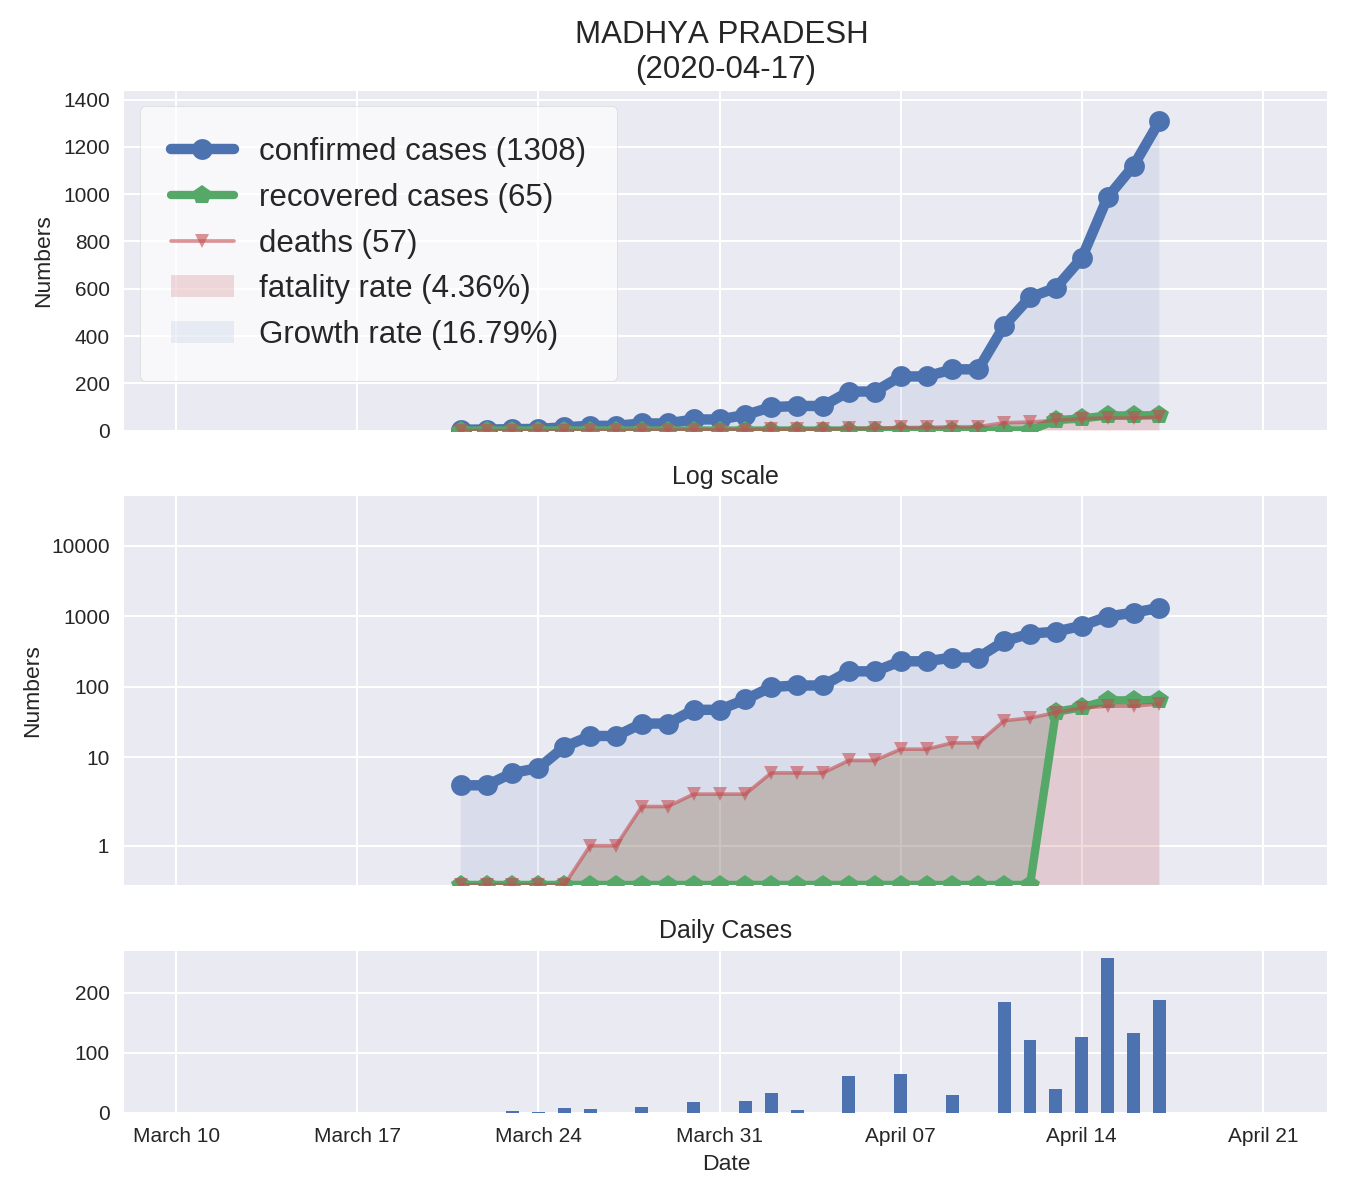 MADHYA PRADESH
(2020-04-17)
1400
1200
1000
800
600
400
200
0
Numbers
confirmed cases (1308)
recovered cases (65)
deaths (57)
fatality rate (4.36%)
Growth rate (16.79%)
Log scale
10000
1000
100
10
1
Numbers
Daily Cases
200
100
0
March 10 March 17 March 24 March 31 April 07 April 14 April 21
Date